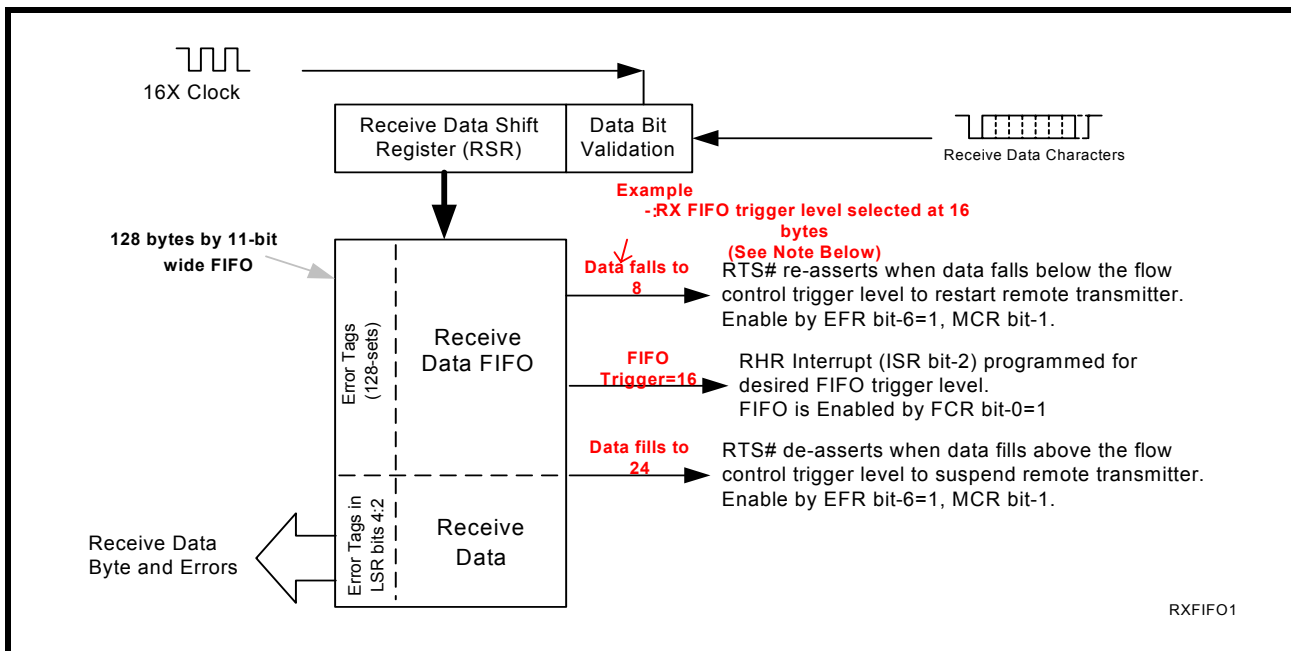 16X Clock
Receive Data Shift
Register (RSR)
Data Bit
Validation
Receive Data Characters
Example
-:RX FIFO trigger level selected at 16
bytes
(See Note Below)
128 bytes by 11-bit
wide FIFO
Data falls to
8
RTS# re-asserts when data falls below the flow
control trigger level to restart remote transmitter.
Enable by EFR bit-6=1, MCR bit-1.
Error Tags
(128-sets)
Receive
Data FIFO
FIFO
Trigger=16
RHR Interrupt (ISR bit-2) programmed for
desired FIFO trigger level.
FIFO is Enabled by FCR bit-0=1
Data fills to
24
RTS# de-asserts when data fills above the flow
control trigger level to suspend remote transmitter.
Enable by EFR bit-6=1, MCR bit-1.
Error Tags in
LSR bits 4:2
Receive
Data
Receive Data
Byte and Errors
RXFIFO1